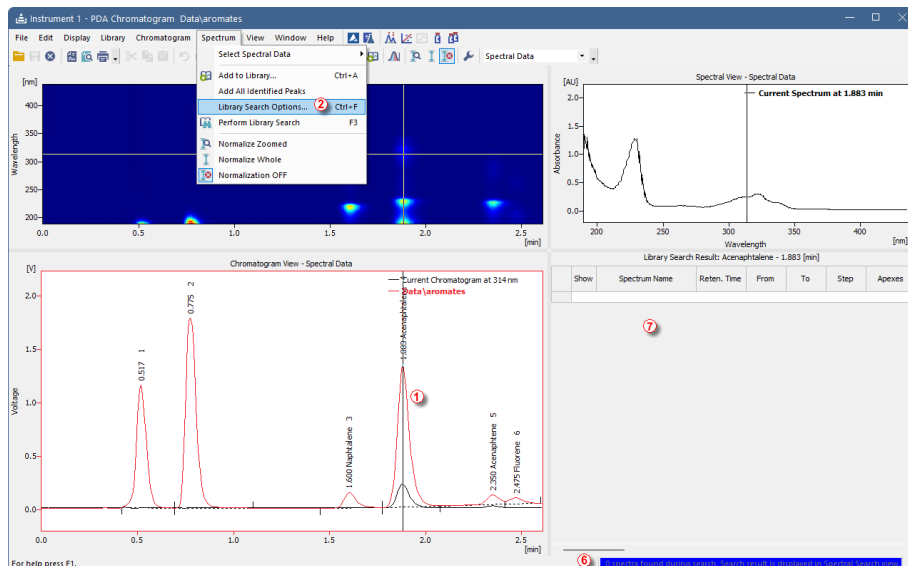 Instrument 1 - PDA Chromatogram Data\aromates
File Edit Display Library Chromatogram Spectrum View Window Help
Spectral Data
Select Spectral Data
Add to Library... Ctrl+A
Add All Identified Peaks
Library Search Options... Ctrl+F
2
Perform Library Search F3
Normalize Zoomed
Normalize Whole
Normalization OFF
[nm]
Wavelength
400
350
300
250
200
0.0 0.5 1.0 1.5 2.0 2.5
[min]
Spectral View - Spectral Data
[AU]
Current Spectrum at 1.883 min
Absorbance
2.0
1.5
1.0
0.5
0.0
200 250 300 350 400
Wavelength
[nm]
Chromatogram View - Spectral Data
[V]
Current Chromatogram at 314 nm
Data\aromates
Voltage
2.0
1.5
1.0
0.5
0.0
0.517 1
0.775 2
1.600 Naphtalene 3
1.883 Acenaphtalene
1
2.350 Acenaphtene 5
2.475 Fluorene 6
0.0 0.5 1.0 1.5 2.0 2.5
[min]
Library Search Result: Acenaphtalene - 1.883 [min]
Show Spectrum Name Reten. Time From To Step Apexes
7
For help press F1.
6
0 spectra found during search. Search result is displayed in Spectral Search view.